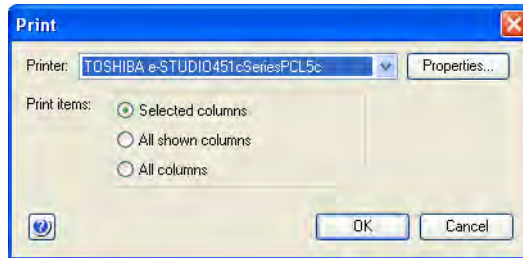 Print
Printer: TOSHIBA e-STUDIO451cSeriesPCL5c Properties...
Print items: Selected columns
All shown columns
All columns
OK Cancel